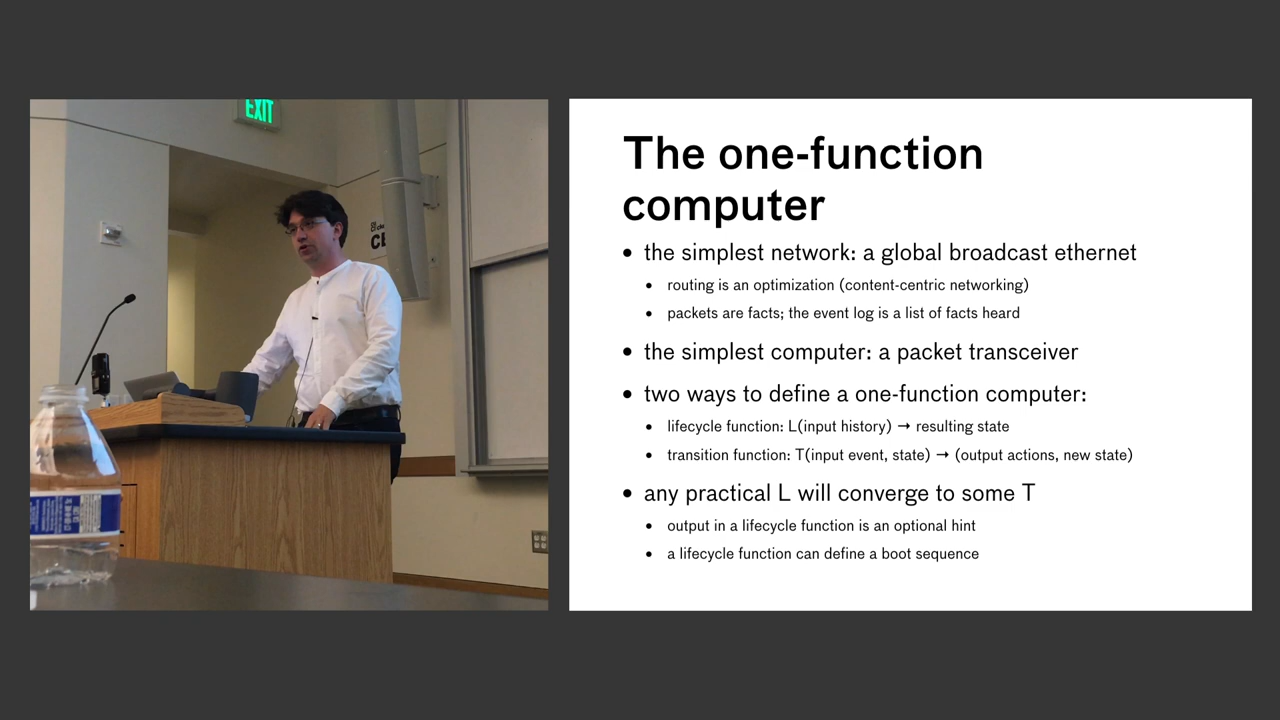 EXIT
The one-function
computer
• the simplest network: a global broadcast ethernet
• routing is an optimization (content-centric networking)
• packets are facts; the event log is a list of facts heard
• the simplest computer: a packet transceiver
• two ways to define a one-function computer:
• lifecycle function: L(input history) → resulting state
• transition function: T(input event, state) → (output actions, new state)
• any practical L will converge to some T
• output in a lifecycle function is an optional hint
• a lifecycle function can define a boot sequence